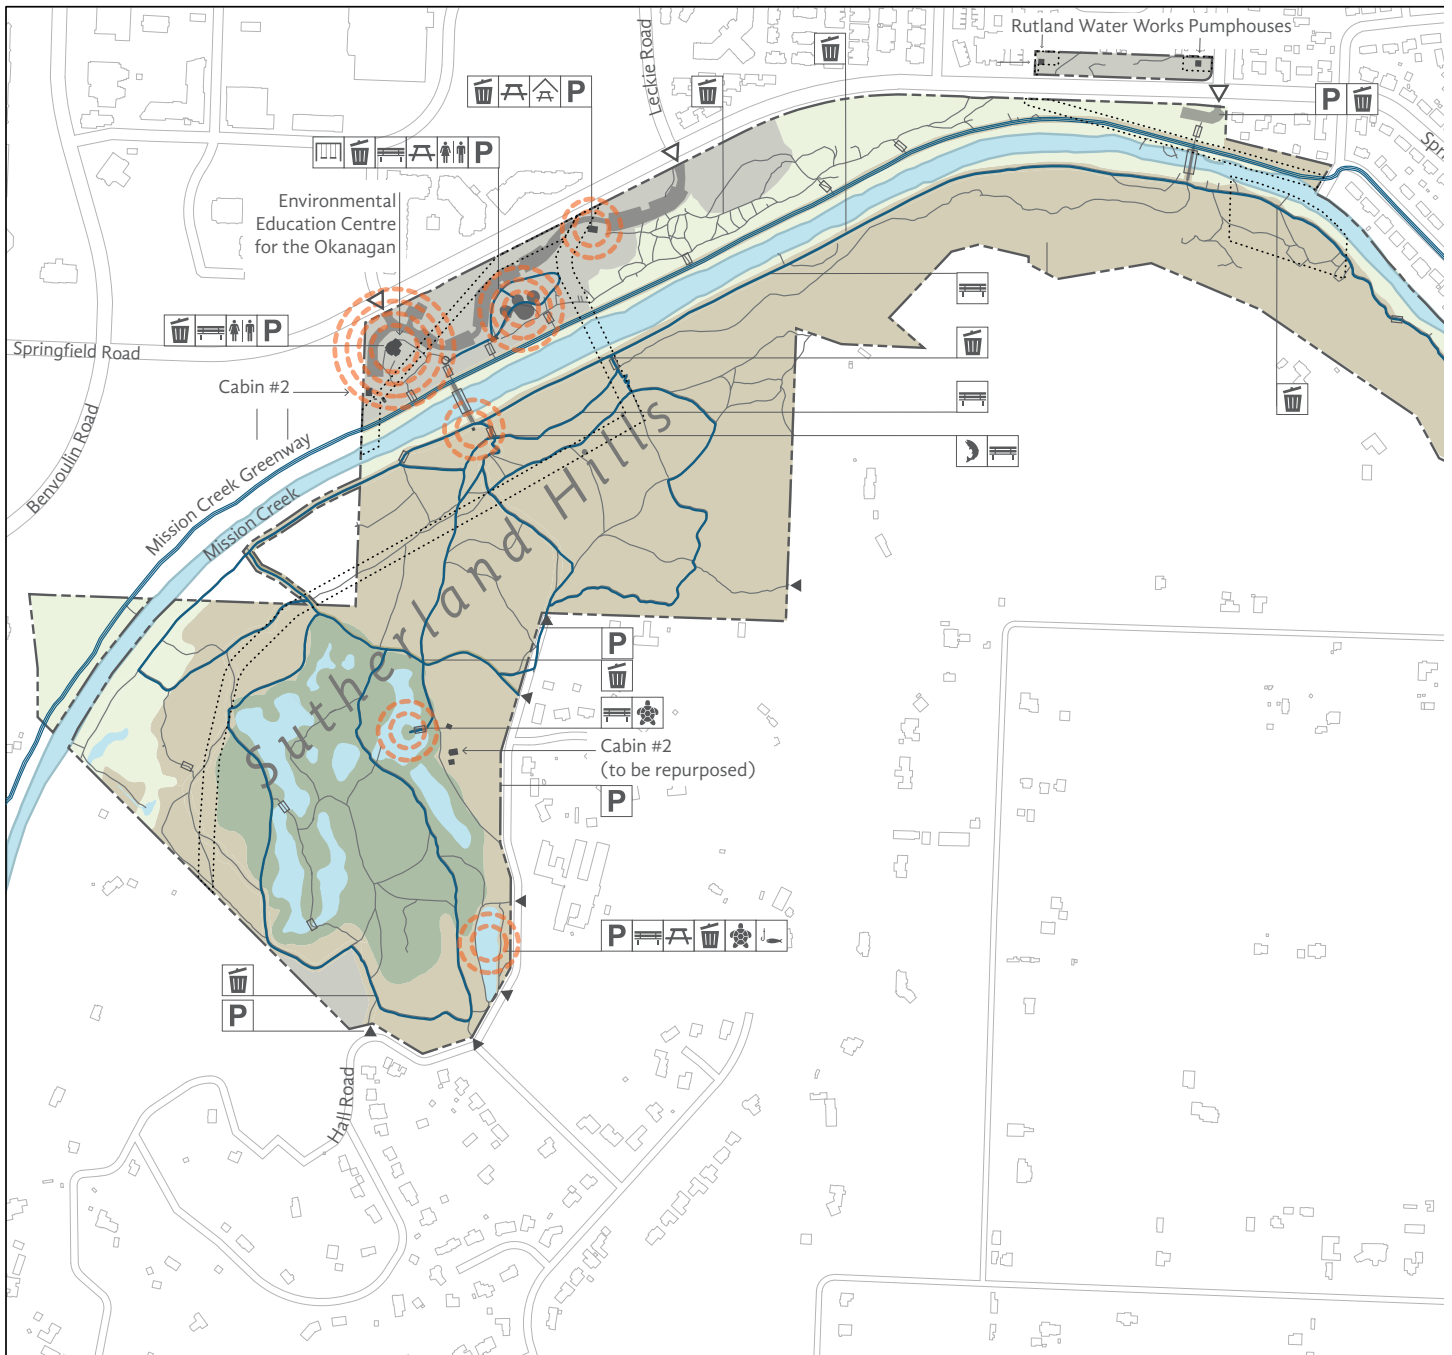 Rutland Water Works Pumphouses
Leckie Road
P
P
P
Spr
Environmental
Education Centre
for the Okanagan
P
Springfield Road
Cabin #2
Benvoulin Road
Mission Creek Greenway
Mission Creek
Sutherland Hills
P
Cabin #2
(to be repurposed)
P
P
P
Hall Road